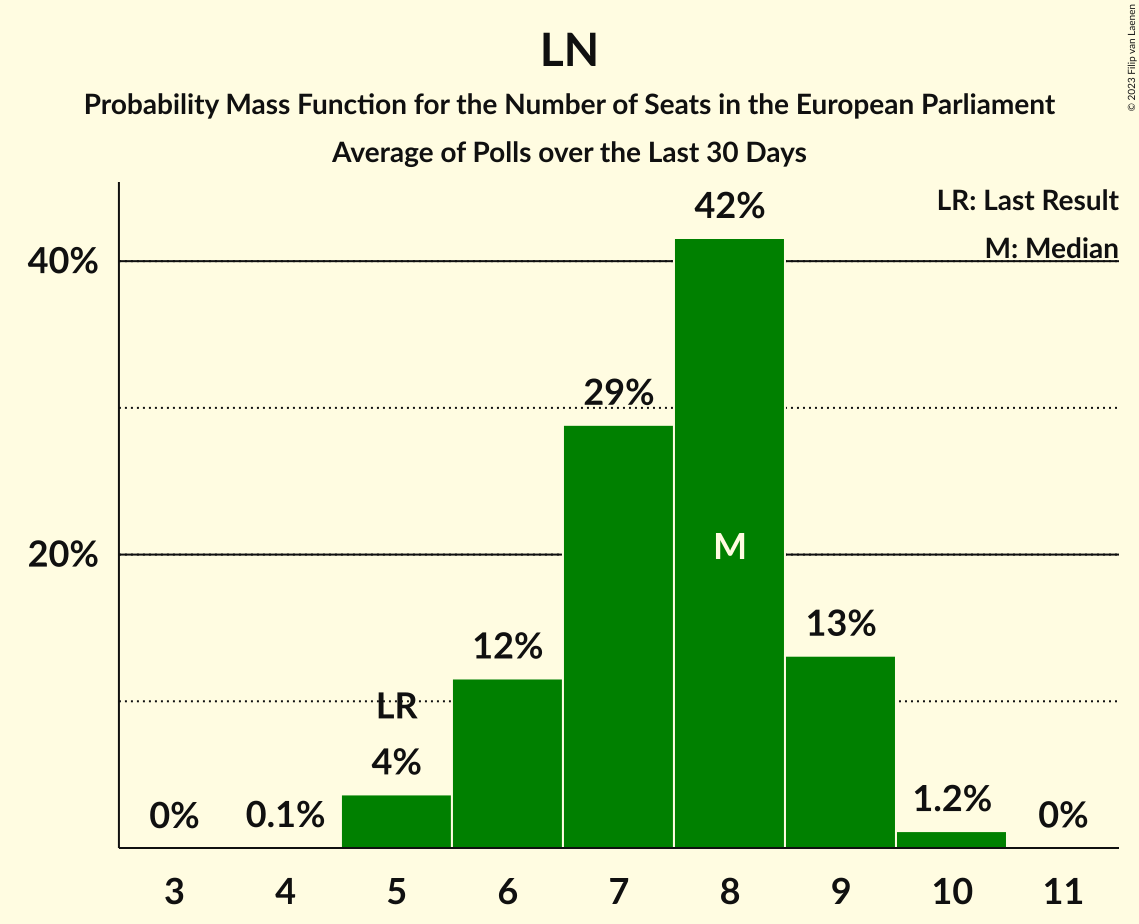 LN
Probability Mass Function for the Number of Seats in the European Parliament
Average of Polls over the Last 30 Days
© 2023 Filip van Laenen
LR: Last Result
M: Median
40%
20%
0%
0.1%
LR
4%
12%
29%
42%
M
13%
1.2%
0%
3 4 5 6 7 8 9 10 11